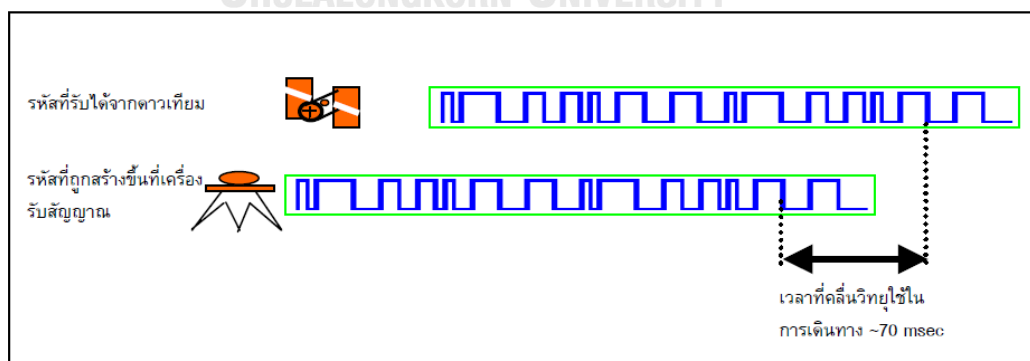 CHULALONGKORN UNIVERSITY
รหัสที่รับได้จากดาวเทียม
รหัสที่ถูกสร้างขึ้นที่เครื่อง
รับสัญญาณ
เวลาที่คลื่นวิทยุใช้ใน
การเดินทาง ~70 msec